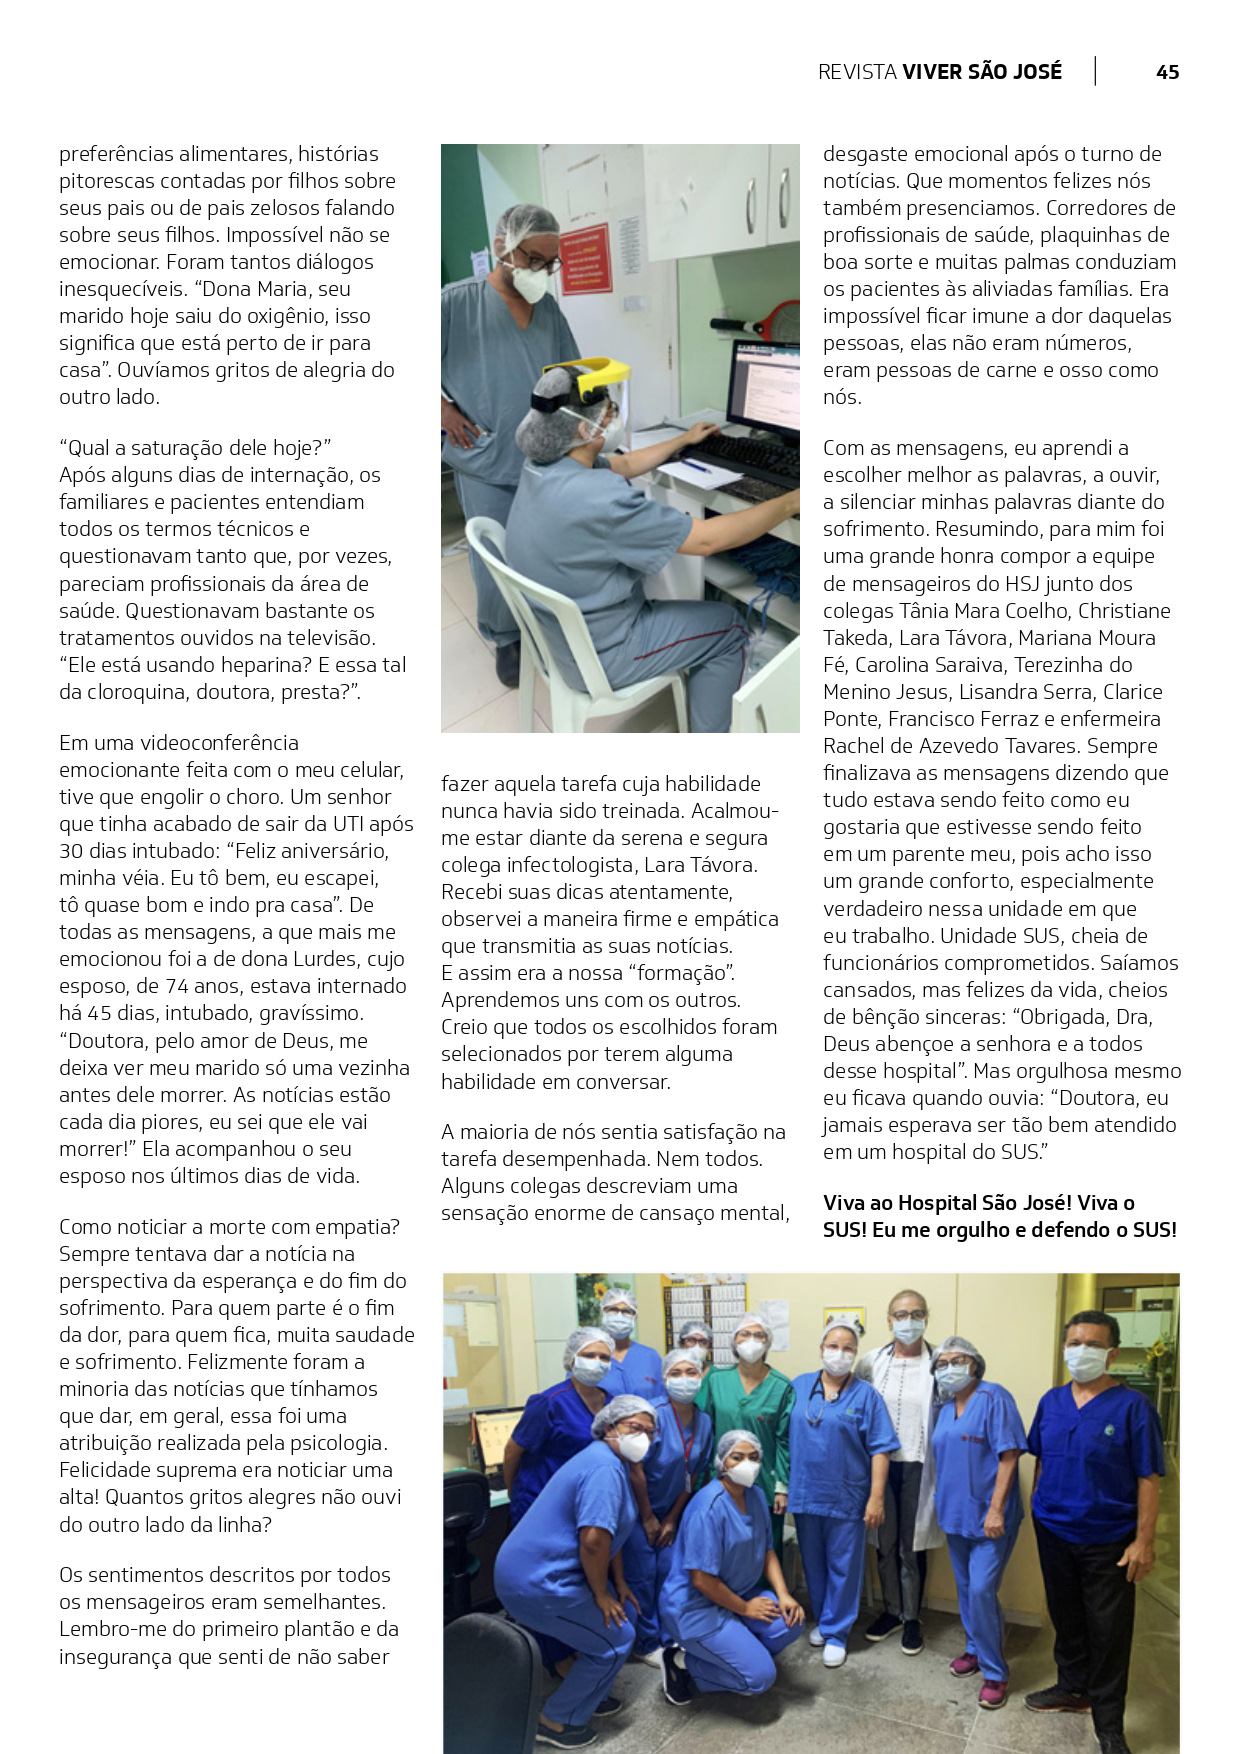 REVISTA VIVER SÃO JOSÉ 45
preferências alimentares, histórias
pitorescas contadas por filhos sobre
seus pais ou de pais zelosos falando
sobre seus filhos. Impossível não se
emocionar. Foram tantos diálogos
inesquecíveis. “Dona Maria, seu
marido hoje saiu do oxigênio, isso
significa que está perto de ir para
casa”. Ouvíamos gritos de alegria do
outro lado.
“Qual a saturação dele hoje?”
Após alguns dias de internação, os
familiares e pacientes entendiam
todos os termos técnicos e
questionavam tanto que, por vezes,
pareciam profissionais da área de
saúde. Questionavam bastante os
tratamentos ouvidos na televisão.
“Ele está usando heparina? E essa tal
da cloroquina, doutora, presta?”.
Em uma videoconferência
emocionante feita com o meu celular,
tive que engolir o choro. Um senhor
que tinha acabado de sair da UTI após
30 dias intubado: “Feliz aniversário,
minha véia. Eu tô bem, eu escapei,
tô quase bom e indo pra casa”. De
todas as mensagens, a que mais me
emocionou foi a de dona Lurdes, cujo
esposo, de 74 anos, estava internado
há 45 dias, intubado, gravíssimo.
“Doutora, pelo amor de Deus, me
deixa ver meu marido só uma vezinha
antes dele morrer. As notícias estão
cada dia piores, eu sei que ele vai
morrer!” Ela acompanhou o seu
esposo nos últimos dias de vida.
Como noticiar a morte com empatia?
Sempre tentava dar a notícia na
perspectiva da esperança e do fim do
sofrimento. Para quem parte é o fim
da dor, para quem fica, muita saudade
e sofrimento. Felizmente foram a
minoria das notícias que tínhamos
que dar, em geral, essa foi uma
atribuição realizada pela psicologia.
Felicidade suprema era noticiar uma
alta! Quantos gritos alegres não ouvi
do outro lado da linha?
Os sentimentos descritos por todos
os mensageiros eram semelhantes.
Lembro-me do primeiro plantão e da
insegurança que senti de não saber
fazer aquela tarefa cuja habilidade
nunca havia sido treinada. Acalmou-
me estar diante da serena e segura
colega infectologista, Lara Távora.
Recebi suas dicas atentamente,
observei a maneira firme e empática
que transmitia as suas notícias.
E assim era a nossa “formação”.
Aprendemos uns com os outros.
Creio que todos os escolhidos foram
selecionados por terem alguma
habilidade em conversar.
A maioria de nós sentia satisfação na
tarefa desempenhada. Nem todos.
Alguns colegas descreviam uma
sensação enorme de cansaço mental,
desgaste emocional após o turno de
notícias. Que momentos felizes nós
também presenciamos. Corredores de
profissionais de saúde, plaquinhas de
boa sorte e muitas palmas conduziam
os pacientes às aliviadas famílias. Era
impossível ficar imune a dor daquelas
pessoas, elas não eram números,
eram pessoas de carne e osso como
nós.
Com as mensagens, eu aprendi a
escolher melhor as palavras, a ouvir,
a silenciar minhas palavras diante do
sofrimento. Resumindo, para mim foi
uma grande honra compor a equipe
de mensageiros do HSJ junto dos
colegas Tânia Mara Coelho, Christiane
Takeda, Lara Távora, Mariana Moura
Fé, Carolina Saraiva, Terezinha do
Menino Jesus, Lisandra Serra, Clarice
Ponte, Francisco Ferraz e enfermeira
Rachel de Azevedo Tavares. Sempre
finalizava as mensagens dizendo que
tudo estava sendo feito como eu
gostaria que estivesse sendo feito
em um parente meu, pois acho isso
um grande conforto, especialmente
verdadeiro nessa unidade em que
eu trabalho. Unidade SUS, cheia de
funcionários comprometidos. Saíamos
cansados, mas felizes da vida, cheios
de bênção sinceras: “Obrigada, Dra,
Deus abençoe a senhora e a todos
desse hospital”. Mas orgulhosa mesmo
eu ficava quando ouvia: “Doutora, eu
jamais esperava ser tão bem atendido
em um hospital do SUS.”
Viva ao Hospital São José! Viva o
SUS! Eu me orgulho e defendo o SUS!